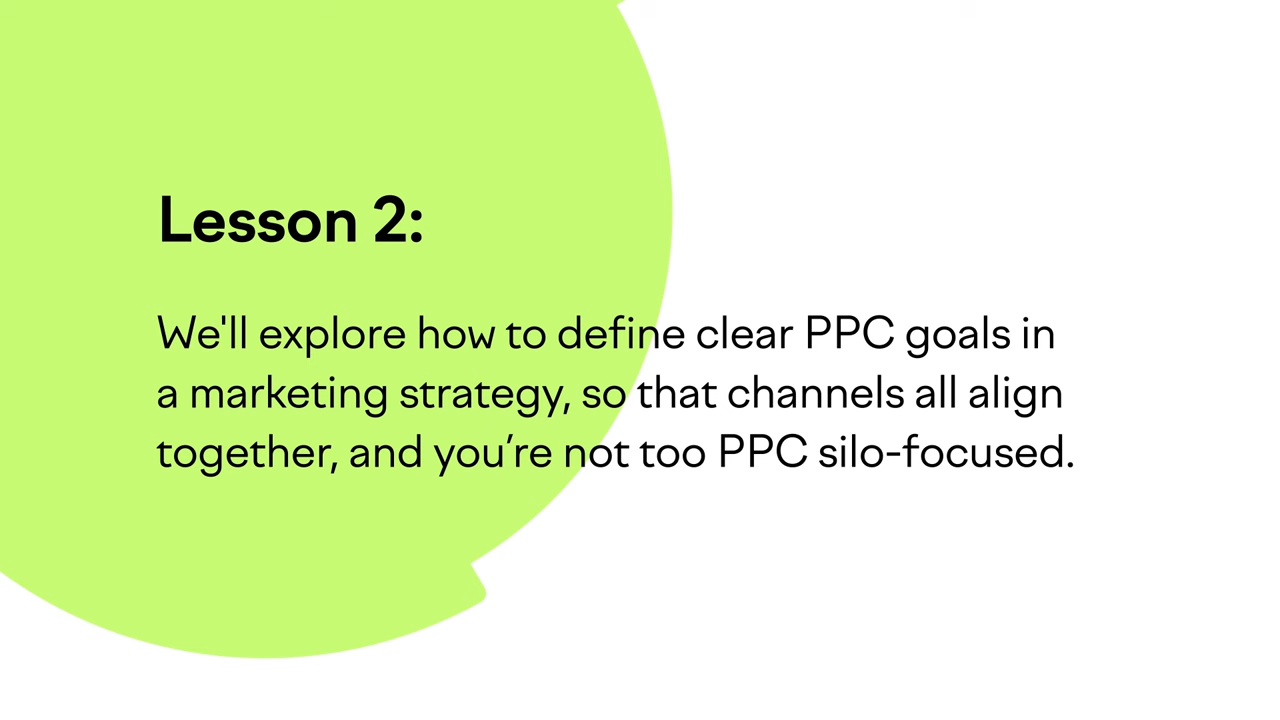 Lesson 2:
We'll explore how to define clear PPC goals in
a marketing strategy, so that channels all align
together, and you’re not too PPC silo-focused.